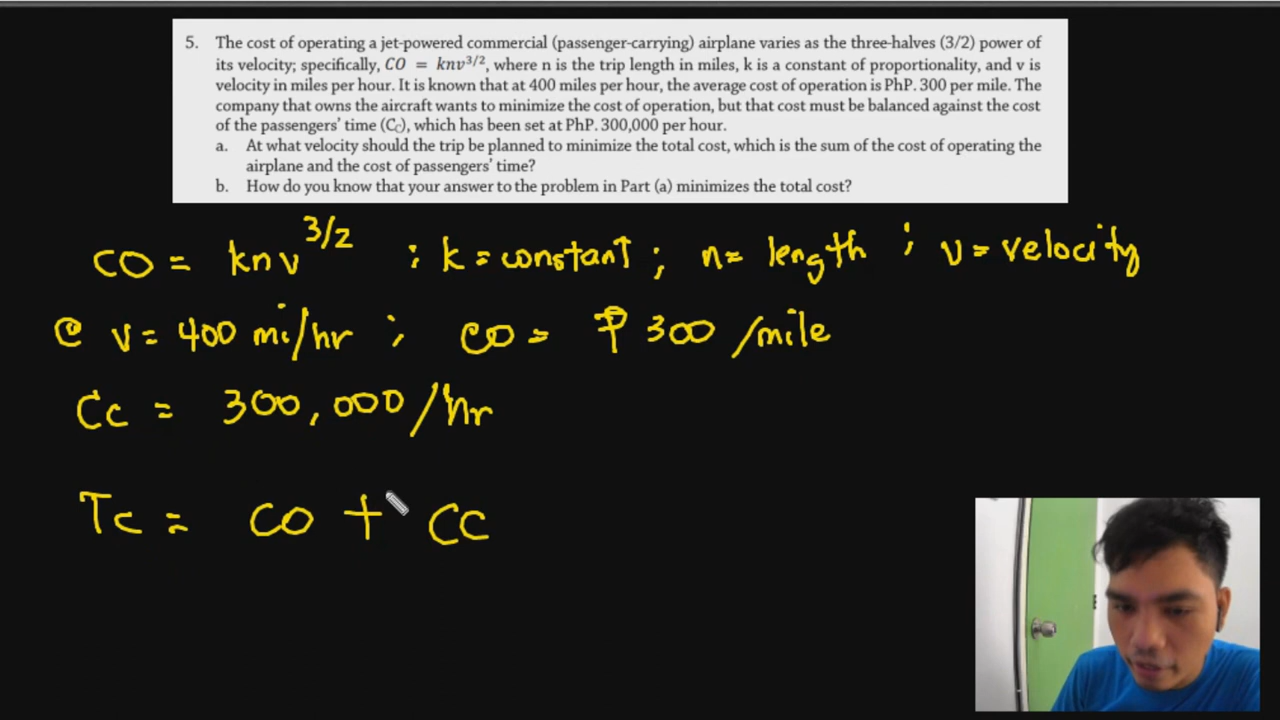 5. The cost of operating a jet-powered commercial (passenger-carrying) airplane varies as the three-halves (3/2) power of
its velocity; specifically, CO = knv^3/2, where n is the trip length in miles, k is a constant of proportionality, and v is
velocity in miles per hour. It is known that at 400 miles per hour, the average cost of operation is PhP. 300 per mile. The
company that owns the aircraft wants to minimize the cost of operation, but that cost must be balanced against the cost
of the passengers' time (Cc), which has been set at PhP. 300,000 per hour.
a. At what velocity should the trip be planned to minimize the total cost, which is the sum of the cost of operating the
airplane and the cost of passengers' time?
b. How do you know that your answer to the problem in Part (a) minimizes the total cost?
CO = knv^3/2 ; k = constant ; n = length ; v = velocity
@ v = 400 mi/hr ; CO = ₱ 300 /mile
Cc = 300,000/hr
Tc = CO + CC